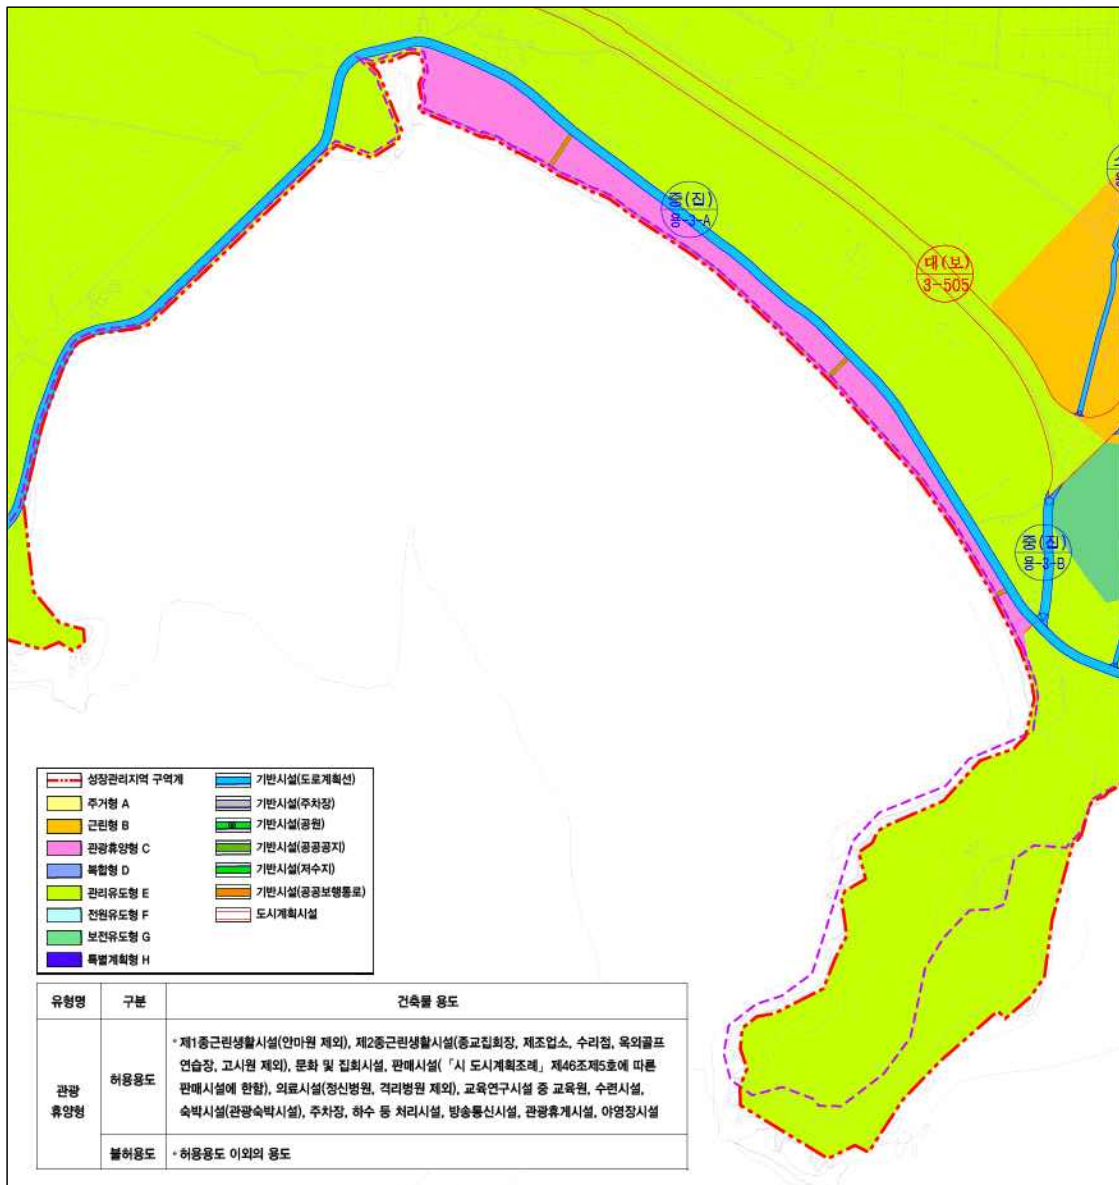 중(진)
용-3-A
대(보)
3-505
중(진)
용-3-B
성장관리지역 구역계
주거형 A
근린형 B
관광휴양형 C
복합형 D
관리유도형 E
전원유도형 F
보전유도형 G
특별계획형 H
기반시설(도로계획선)
기반시설(주차장)
기반시설(공원)
기반시설(공공공지)
기반시설(저수지)
기반시설(공공보행통로)
도시계획시설
유형명 구분 건축물 용도
관광
휴양형
허용용도
◦ 제1종근린생활시설(안마원 제외), 제2종근린생활시설(종교집회장, 제조업소, 수리점, 옥외골프
연습장, 고시원 제외), 문화 및 집회시설, 판매시설(「시 도시계획조례」 제46조제5호에 따른
판매시설에 한함), 의료시설(정신병원, 격리병원 제외), 교육연구시설 중 교육원, 수련시설,
숙박시설(관광숙박시설), 주차장, 하수 등 처리시설, 방송통신시설, 관광휴게시설, 야영장시설
불허용도 ◦ 허용용도 이외의 용도